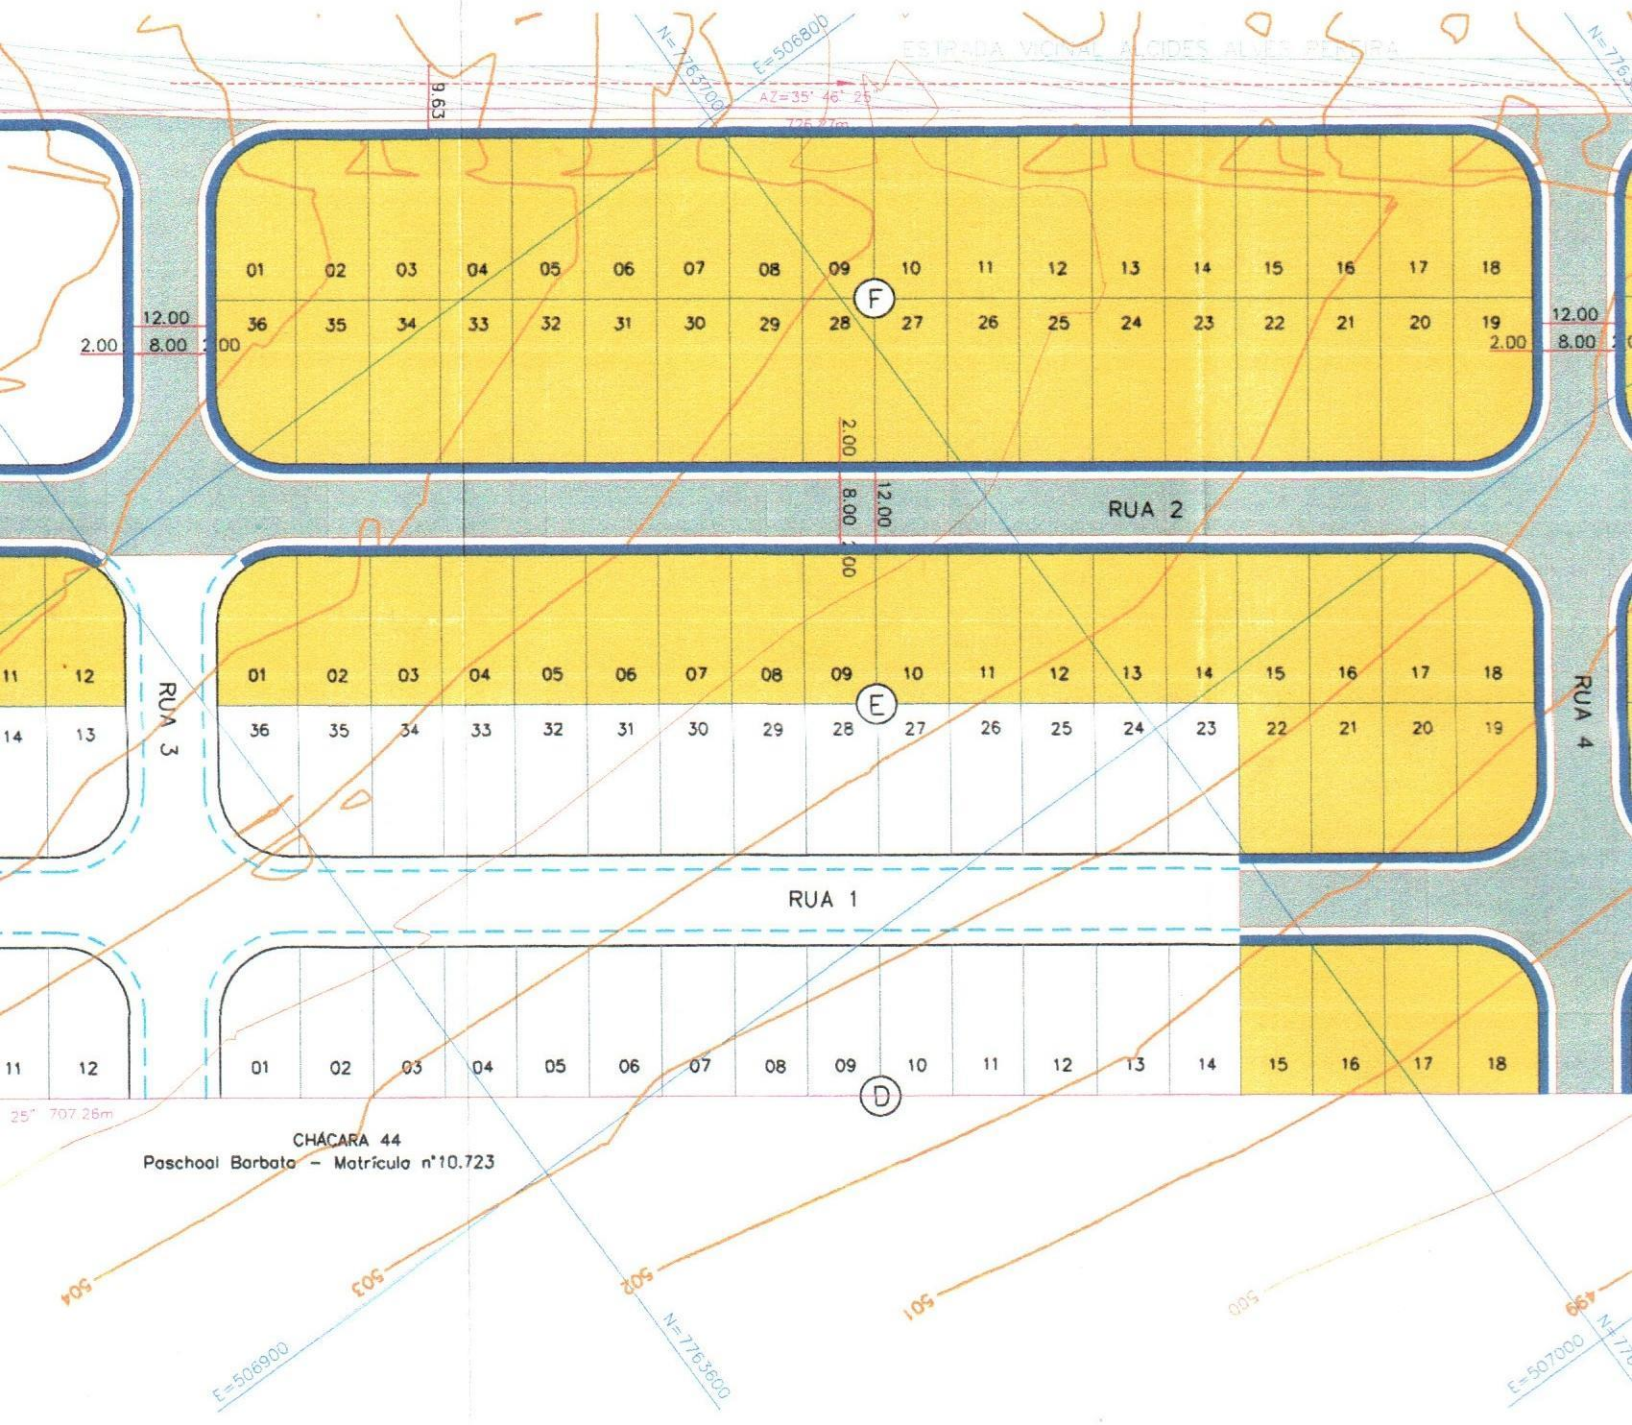 N=7763700
E=506800
ESTRADA VICINAL ALCIDES ALVES PEREIRA
9.63
AZ=35° 46' 25
726.27m
01 02 03 04 05 06 07 08 09 10 11 12 13 14 15 16 17 18
F
36 35 34 33 32 31 30 29 28 27 26 25 24 23 22 21 20 19
12.00
2.00 8.00
12.00
2.00 8.00
2.00
8.00
12.00
RUA 2
01 02 03 04 05 06 07 08 09 10 11 12 13 14 15 16 17 18
11 12
E
36 35 34 33 32 31 30 29 28 27 26 25 24 23 22 21 20 19
14 13
RUA 3
RUA 4
RUA 1
11 12
01 02 03 04 05 06 07 08 09 10 11 12 13 14 15 16 17 18
D
25" 707.26m
CHÁCARA 44
Paschoal Barbato - Matrícula n°10.723
504
503
502
501
500
499
E=506900
N=7763600
E=507000